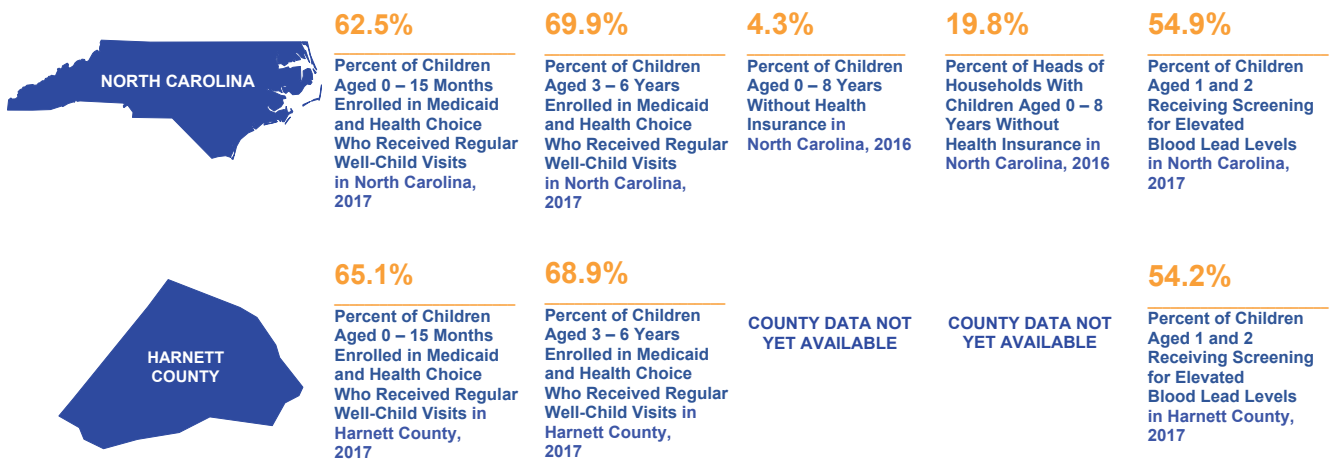 NORTH CAROLINA
62.5%
Percent of Children
Aged 0 – 15 Months
Enrolled in Medicaid
and Health Choice
Who Received Regular
Well-Child Visits
in North Carolina,
2017
69.9%
Percent of Children
Aged 3 – 6 Years
Enrolled in Medicaid
and Health Choice
Who Received Regular
Well-Child Visits
in North Carolina,
2017
4.3%
Percent of Children
Aged 0 – 8 Years
Without Health
Insurance in
North Carolina, 2016
19.8%
Percent of Heads of
Households With
Children Aged 0 – 8
Years Without
Health Insurance in
North Carolina, 2016
54.9%
Percent of Children
Aged 1 and 2
Receiving Screening
for Elevated
Blood Lead Levels
in North Carolina,
2017
HARNETT
COUNTY
65.1%
Percent of Children
Aged 0 – 15 Months
Enrolled in Medicaid
and Health Choice
Who Received Regular
Well-Child Visits in
Harnett County,
2017
68.9%
Percent of Children
Aged 3 – 6 Years
Enrolled in Medicaid
and Health Choice
Who Received Regular
Well-Child Visits in
Harnett County,
2017
COUNTY DATA NOT
YET AVAILABLE
COUNTY DATA NOT
YET AVAILABLE
54.2%
Percent of Children
Aged 1 and 2
Receiving Screening
for Elevated
Blood Lead Levels
in Harnett County,
2017